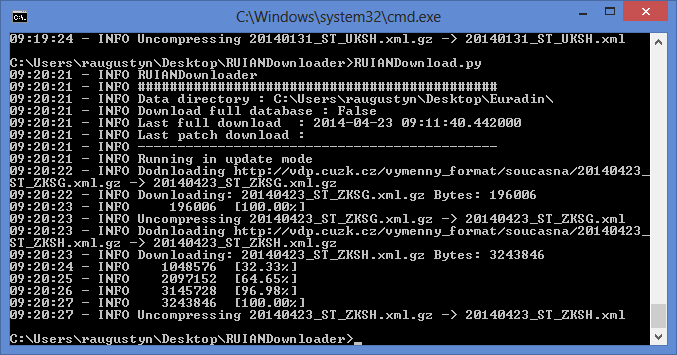 C:\Windows\system32\cmd.exe
C:\.
09:19:24 - INFO Uncompressing 20140131_ST_UKSH.xml.gz -> 20140131_ST_UKSH.xml
C:\Users\raugustyn\Desktop\RUIANDownloader>RUIANDownload.py
09:20:21 - INFO RUIANDownloader
09:20:21 - INFO #############################################
09:20:21 - INFO Data directory : C:\Users\raugustyn\Desktop\Euradin\
09:20:21 - INFO Download full database : False
09:20:21 - INFO Last full download  : 2014-04-23 09:11:40.442000
09:20:21 - INFO Last patch download :
09:20:21 - INFO ---------------------------------------------
09:20:21 - INFO Running in update mode
09:20:22 - INFO Dodnloading http://vdp.cuzk.cz/vymenny_format/soucasna/20140423_
ST_ZKSG.xml.gz -> 20140423_ST_ZKSG.xml.gz
09:20:22 - INFO Downloading: 20140423_ST_ZKSG.xml.gz Bytes: 196006
09:20:23 - INFO     196006  [100.00%]
09:20:23 - INFO Uncompressing 20140423_ST_ZKSG.xml.gz -> 20140423_ST_ZKSG.xml
09:20:23 - INFO Dodnloading http://vdp.cuzk.cz/vymenny_format/soucasna/20140423_
ST_ZKSH.xml.gz -> 20140423_ST_ZKSH.xml.gz
09:20:23 - INFO Downloading: 20140423_ST_ZKSH.xml.gz Bytes: 3243846
09:20:24 - INFO    1048576  [32.33%]
09:20:25 - INFO    2097152  [64.65%]
09:20:26 - INFO    3145728  [96.98%]
09:20:27 - INFO    3243846  [100.00%]
09:20:27 - INFO Uncompressing 20140423_ST_ZKSH.xml.gz -> 20140423_ST_ZKSH.xml
C:\Users\raugustyn\Desktop\RUIANDownloader>_